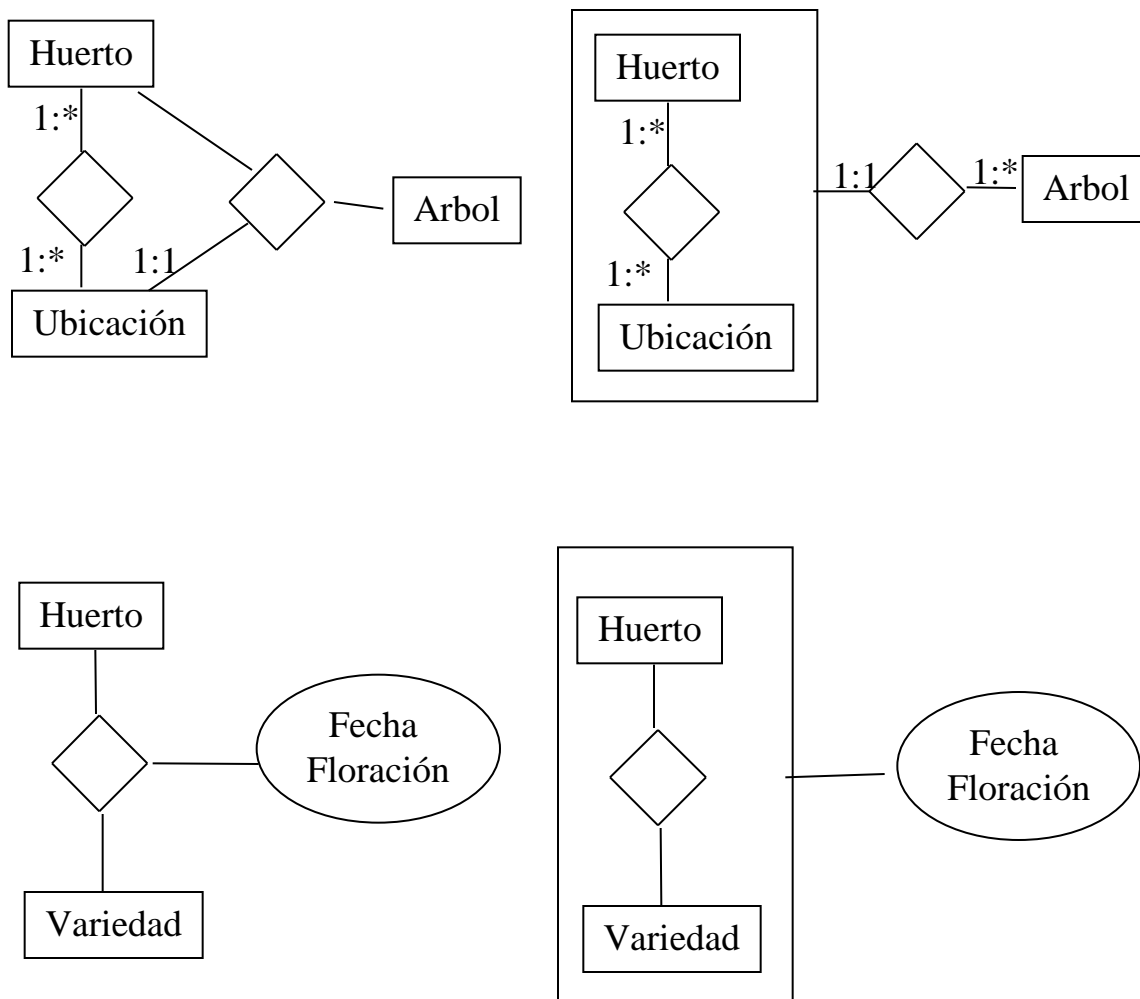 Huerto
1:*
Arbol
1:*
1:1
Ubicación
Huerto
1:*
1:1
1:*
Arbol
1:*
Ubicación
Huerto
Fecha
Floración
Variedad
Huerto
Fecha
Floración
Variedad